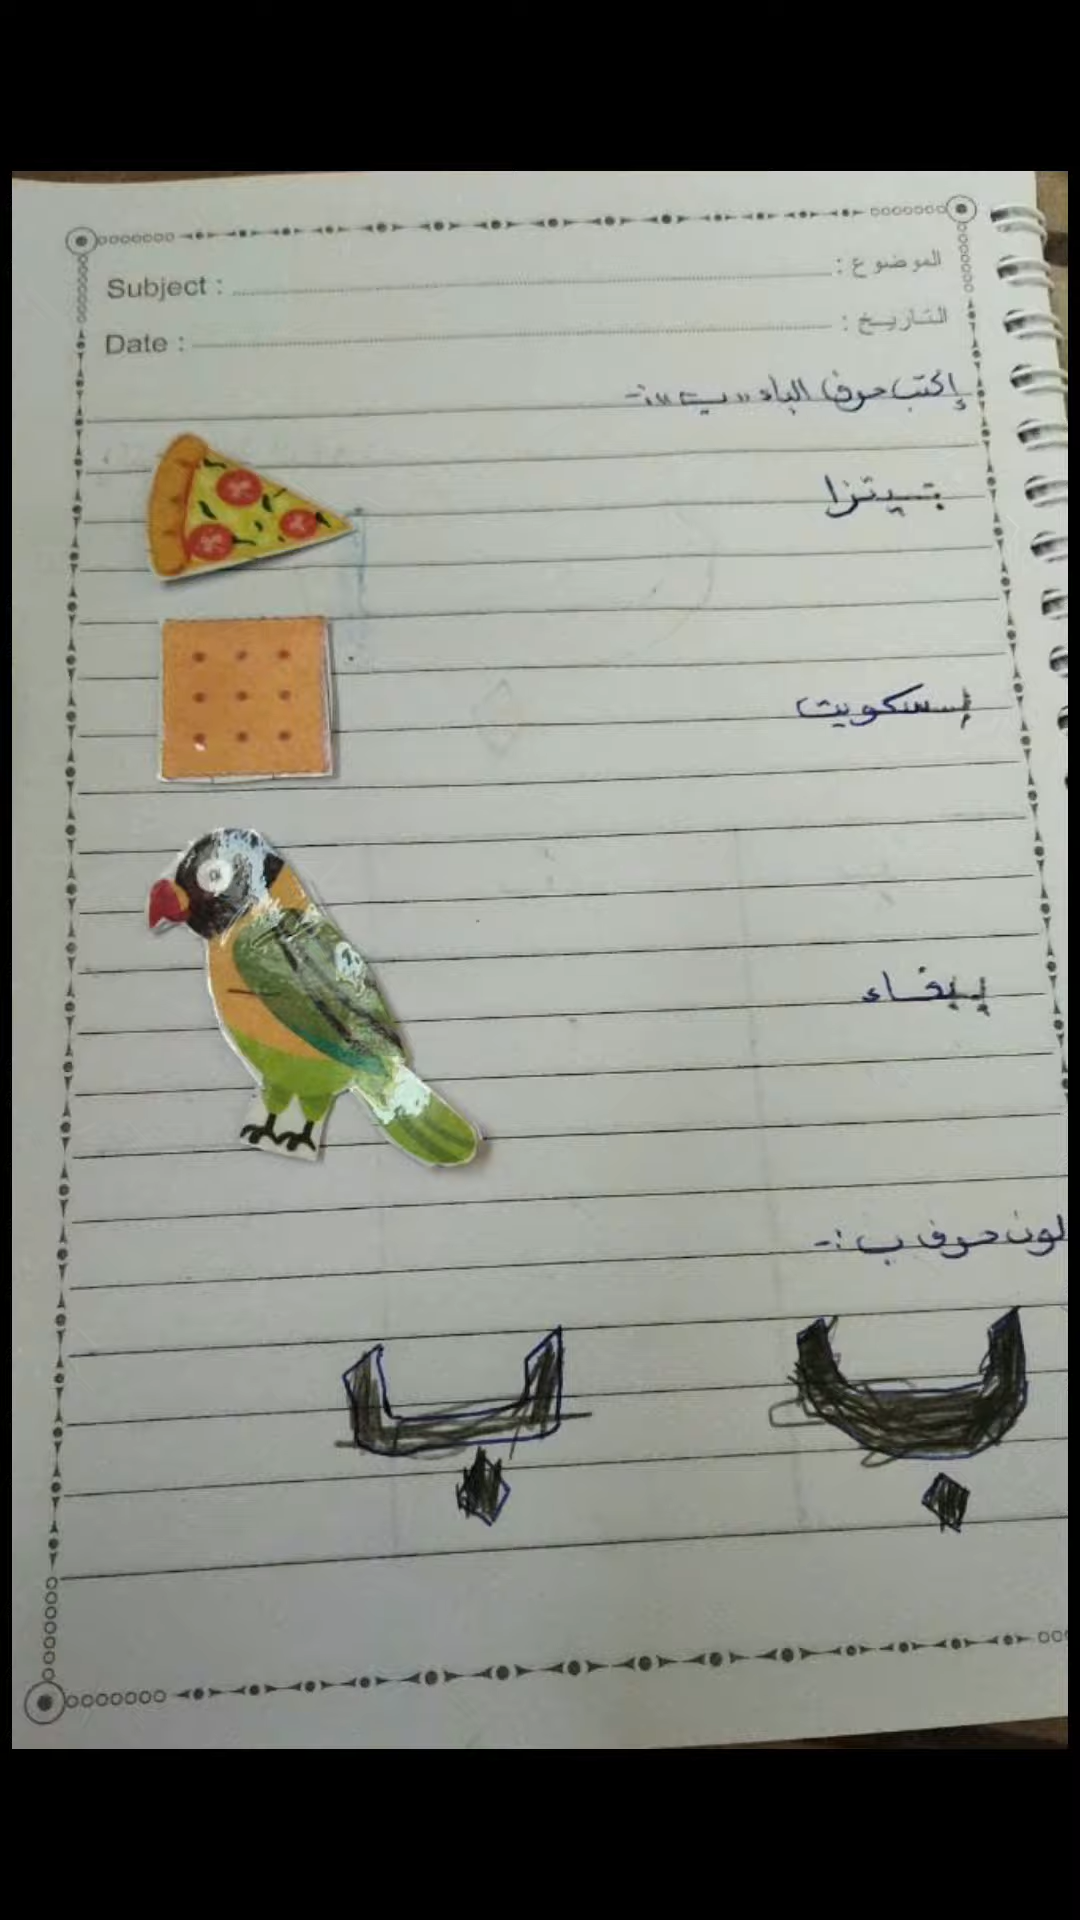 الموضوع :
Subject :
التاريخ :
Date :
إكتب حرف الباء "ب" :-
بيتزا
بسكويت
ببغاء
لون حرف ب :-
ب ب